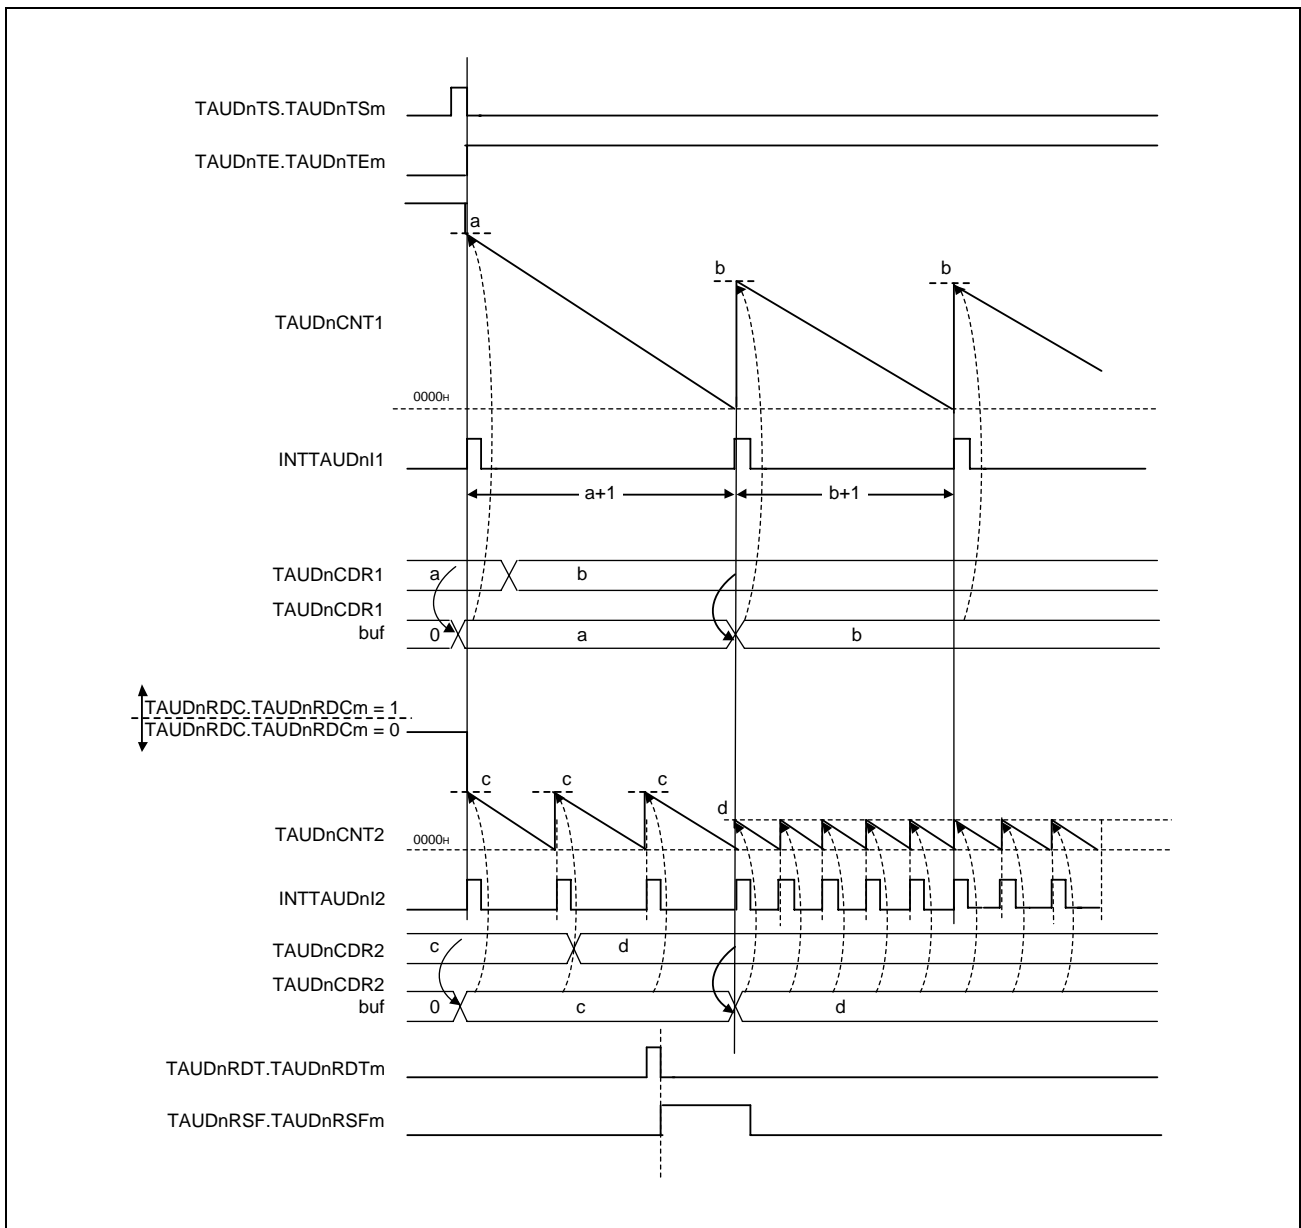 TAUDnTS.TAUDnTSm
TAUDnTE.TAUDnTEm
a
b
b
TAUDnCNT1
0000H
INTTAUDnI1
a+1
b+1
TAUDnCDR1
a
b
TAUDnCDR1
buf
0
a
b
TAUDnRDC.TAUDnRDCm = 1
TAUDnRDC.TAUDnRDCm = 0
c
c
c
d
TAUDnCNT2
0000H
INTTAUDnI2
TAUDnCDR2
c
d
TAUDnCDR2
buf
0
c
d
TAUDnRDT.TAUDnRDTm
TAUDnRSF.TAUDnRSFm